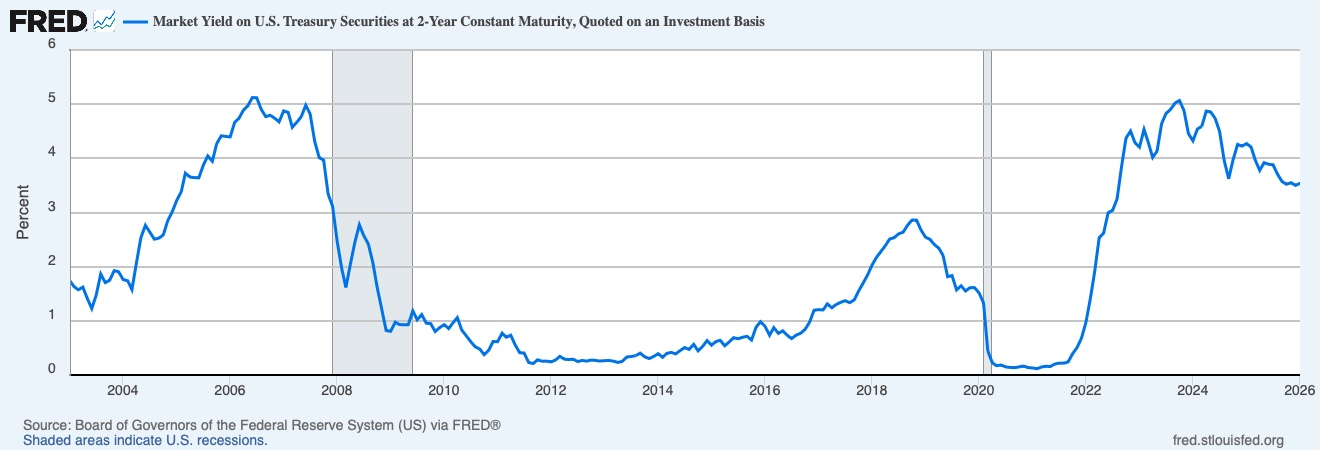 FRED
Market Yield on U.S. Treasury Securities at 2-Year Constant Maturity, Quoted on an Investment Basis
6
5
4
3
2
1
0
Percent
2004 2006 2008 2010 2012 2014 2016 2018 2020 2022 2024 2026
Source: Board of Governors of the Federal Reserve System (US) via FRED®
Shaded areas indicate U.S. recessions.
fred.stlouisfed.org